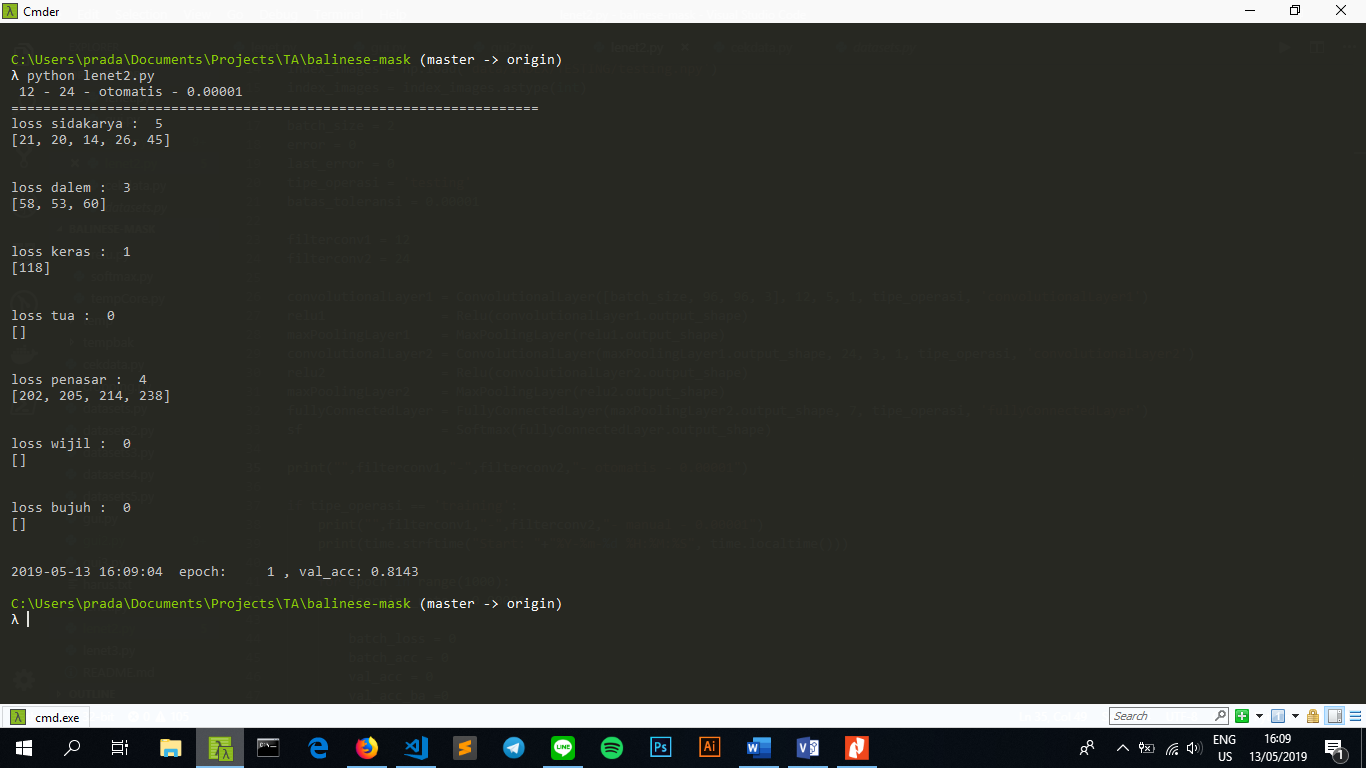 Cmder
C:\Users\prada\Documents\Projects\TA\balinese-mask (master -> origin)
λ python lenet2.py
12 - 24 - otomatis - 0.00001
==================================================================
loss sidakarya :  5
[21, 20, 14, 26, 45]
loss dalem :  3
[58, 53, 60]
loss keras :  1
[118]
loss tua :  0
[]
loss penasar :  4
[202, 205, 214, 238]
loss wijil :  0
[]
loss bujuh :  0
[]
2019-05-13 16:09:04  epoch:     1 , val_acc: 0.8143
C:\Users\prada\Documents\Projects\TA\balinese-mask (master -> origin)
λ
cmd.exe
Search
ENG
US
16:09
13/05/2019
1